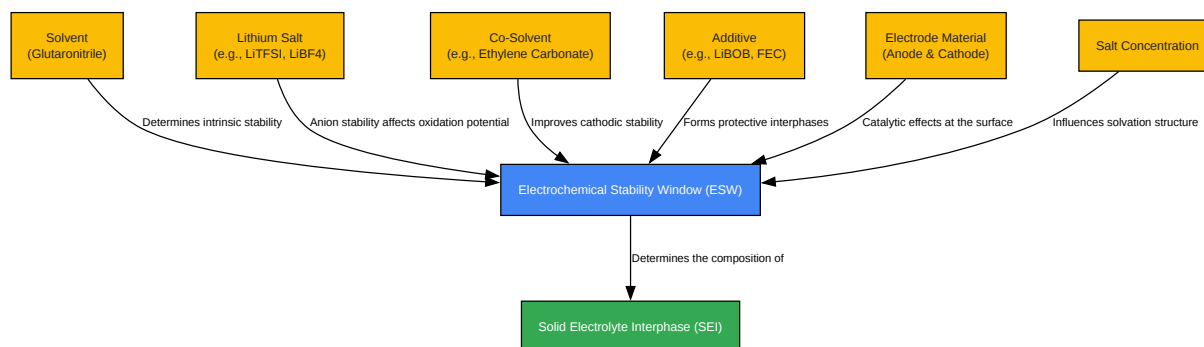 Solvent
(Glutaronitrile)
Lithium Salt
(e.g., LiTFSI, LiBF4)
Co-Solvent
(e.g., Ethylene Carbonate)
Additive
(e.g., LiBOB, FEC)
Electrode Material
(Anode & Cathode)
Salt Concentration
Determines intrinsic stability
Anion stability affects oxidation potential
Improves cathodic stability
Forms protective interphases
Catalytic effects at the surface
Influences solvation structure
Electrochemical Stability Window (ESW)
Determines the composition of
Solid Electrolyte Interphase (SEI)